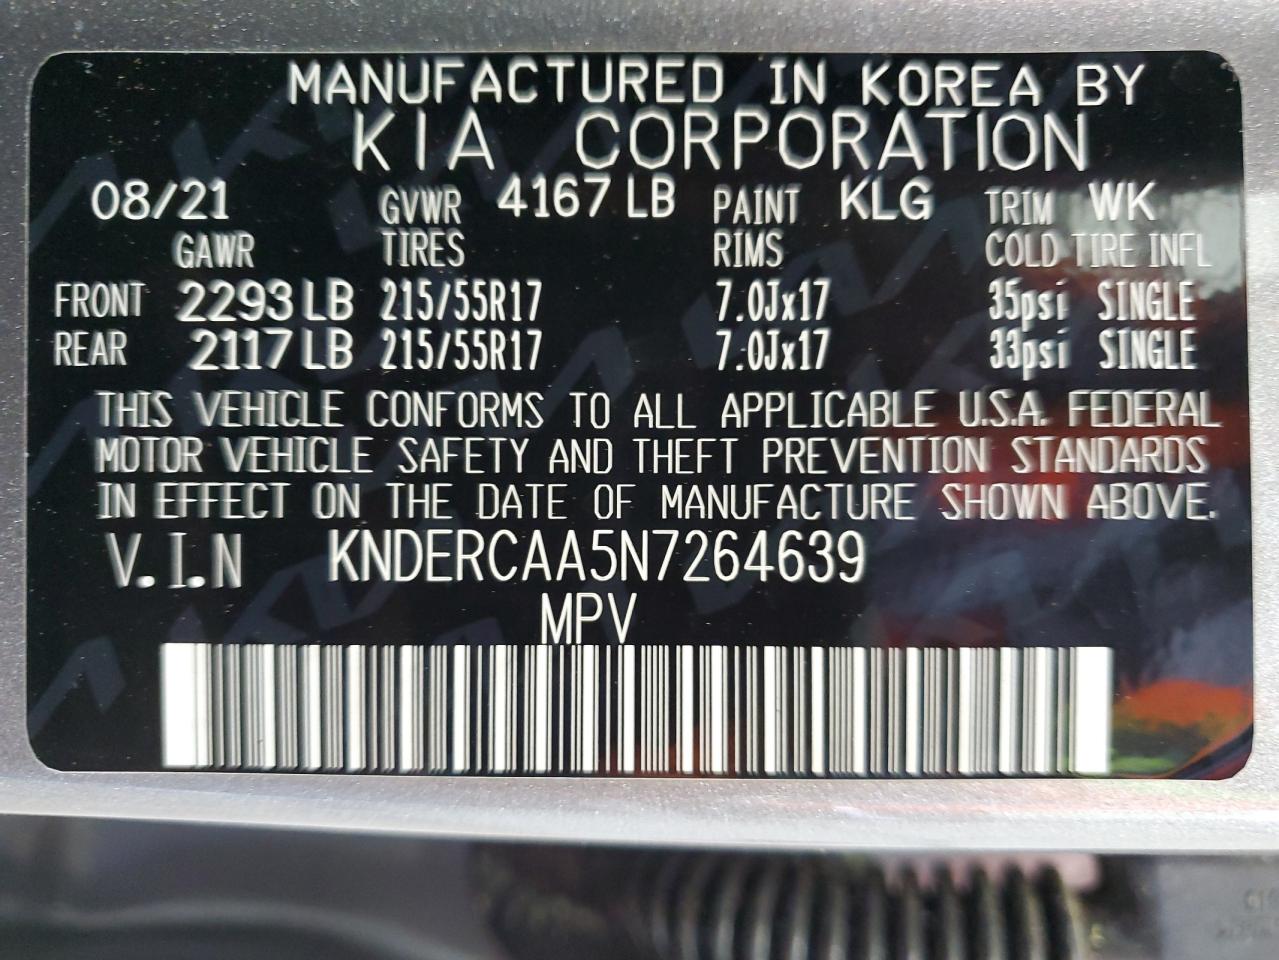 MANUFACTURED IN KOREA BY
KIA CORPORATION
08/21 GVWR 4167 LB PAINT KLG TRIM WK
GAWR TIRES RIMS COLD TIRE INFL
FRONT 2293 LB 215/55R17 7.0Jx17 35psi SINGLE
REAR 2117 LB 215/55R17 7.0Jx17 33psi SINGLE
THIS VEHICLE CONFORMS TO ALL APPLICABLE U.S.A. FEDERAL
MOTOR VEHICLE SAFETY AND THEFT PREVENTION STANDARDS
IN EFFECT ON THE DATE OF MANUFACTURE SHOWN ABOVE.
V.I.N KNDERCAA5N7264639
MPV